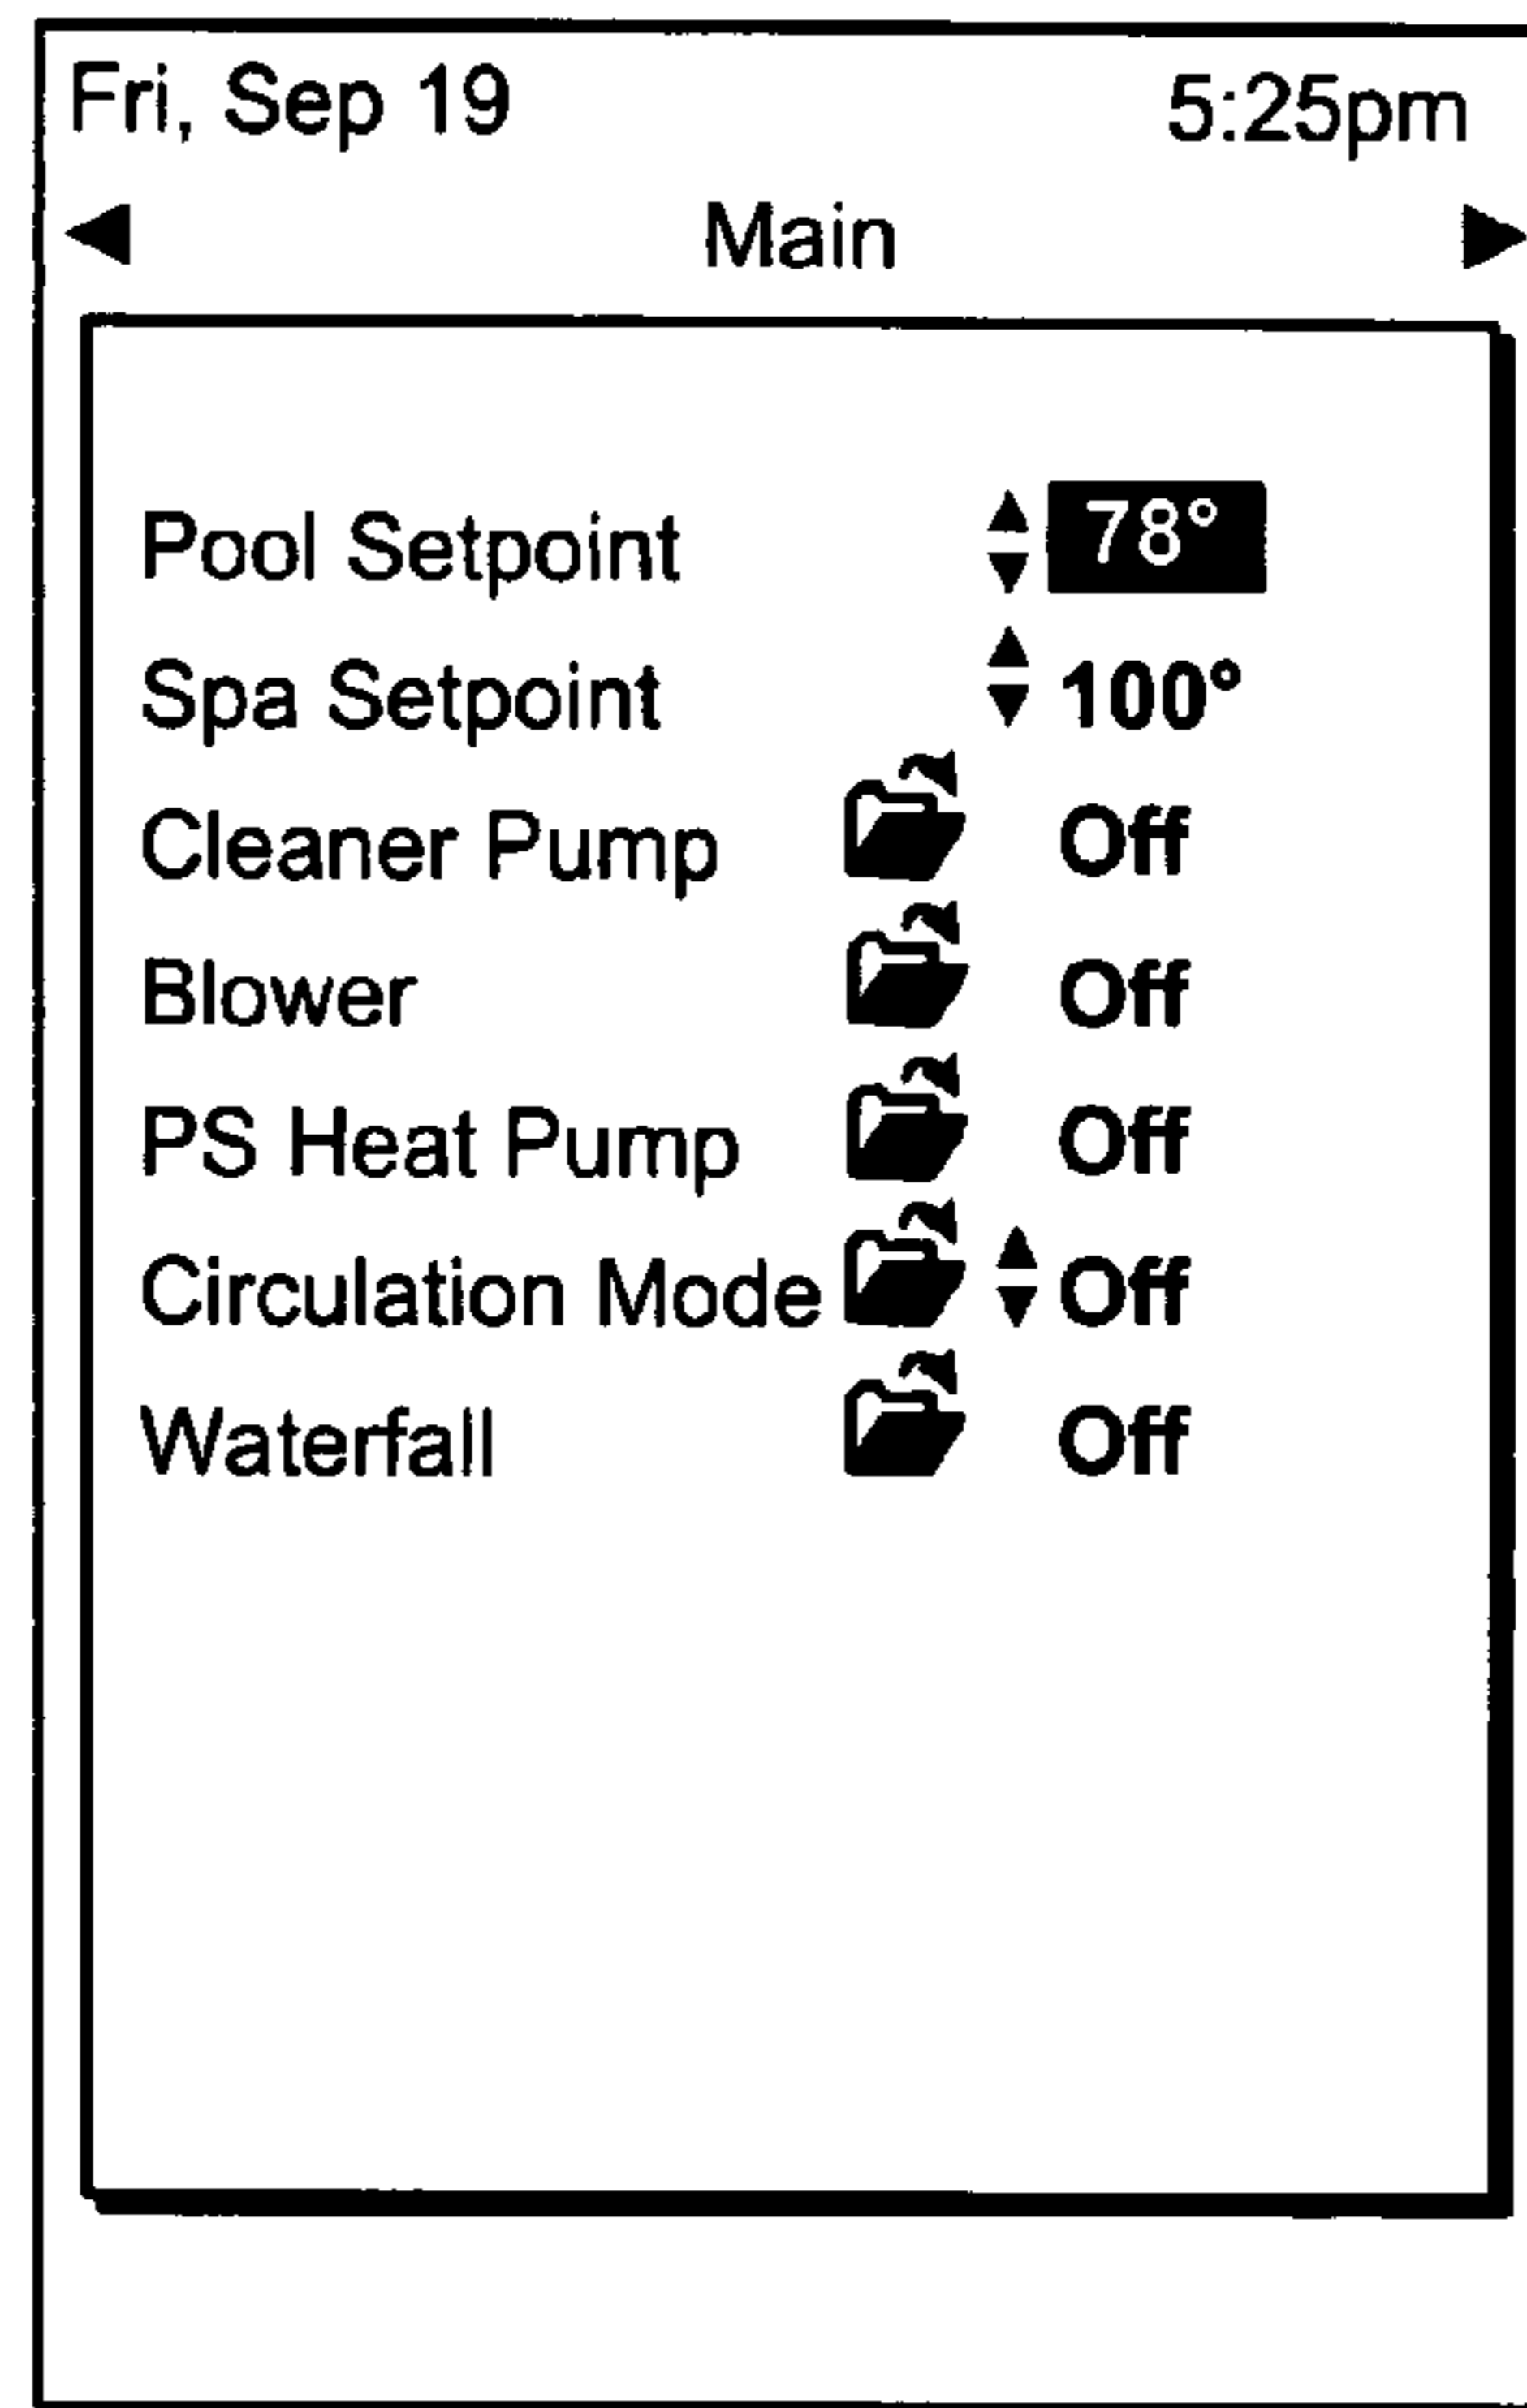 Fri, Sep 19 5:25pm
Main
Pool Setpoint 78°
Spa Setpoint 100°
Cleaner Pump Off
Blower Off
PS Heat Pump Off
Circulation Mode Off
Waterfall Off